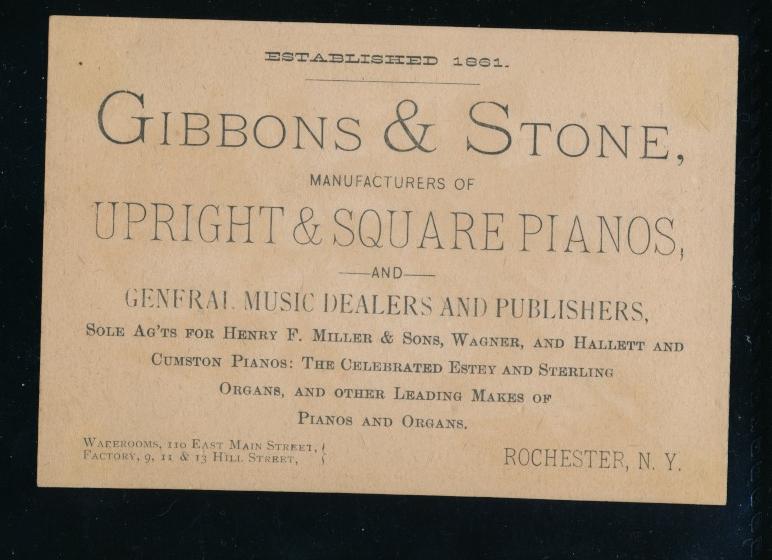 ESTABLISHED 1861.
GIBBONS & STONE,
MANUFACTURERS OF
UPRIGHT & SQUARE PIANOS,
AND
GENERAL MUSIC DEALERS AND PUBLISHERS,
SOLE AG'TS FOR HENRY F. MILLER & SONS, WAGNER, AND HALLETT AND
CUMSTON PIANOS: THE CELEBRATED ESTEY AND STERLING
ORGANS, AND OTHER LEADING MAKES OF
PIANOS AND ORGANS.
WAREROOMS, 110 EAST MAIN STREET,
FACTORY, 9, 11 & 13 HILL STREET,
ROCHESTER, N. Y.